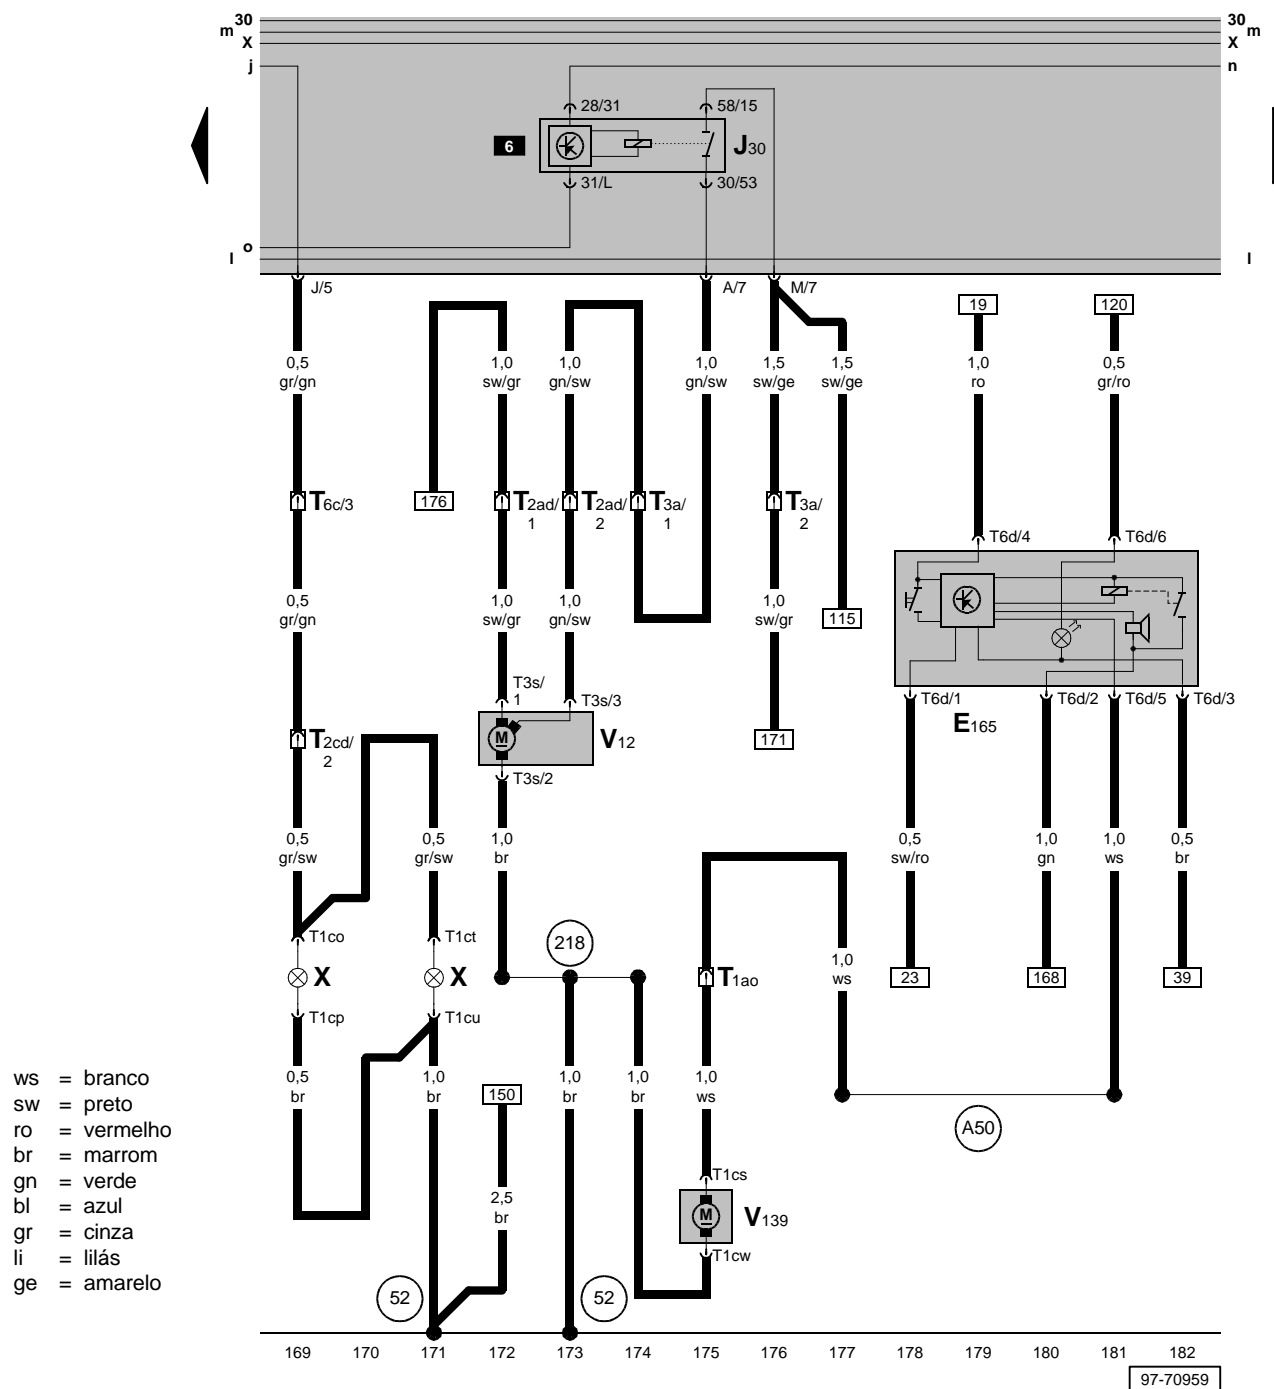 30 30
m m
X X
j n
28/31 58/15
6 J30
31/L 30/53
o
l l
J/5 A/7 M/7
19 120
0,5 1,0 1,0 1,0 1,5 1,5 1,0 0,5
gr/gn sw/gr gn/sw gn/sw sw/ge sw/ge ro gr/ro
T6c/3 176 T2ad/ T2ad/ T3a/ T3a/
1 2 1 2
T6d/4 T6d/6
0,5 1,0 1,0 1,0
gr/gn sw/gr gn/sw sw/gr
115
T3s/
1 T3s/3
T6d/1 T6d/2 T6d/5 T6d/3
E165
M V12
T2cd/
2
171
T3s/2
0,5 0,5 1,0 0,5 1,0 1,0 0,5
gr/sw gr/sw br sw/ro gn ws br
T1co T1ct 218
1,0
ws
X X T1ao 23 168 39
T1cp T1cu
ws = branco
sw = preto
ro = vermelho
br = marrom
gn = verde
bl = azul
gr = cinza
li = lilás
ge = amarelo
0,5 1,0 1,0 1,0 1,0
br br br br ws
150
A50
T1cs
2,5
br
M V139
T1cw
52 52
169 170 171 172 173 174 175 176 177 178 179 180 181 182
97-70959